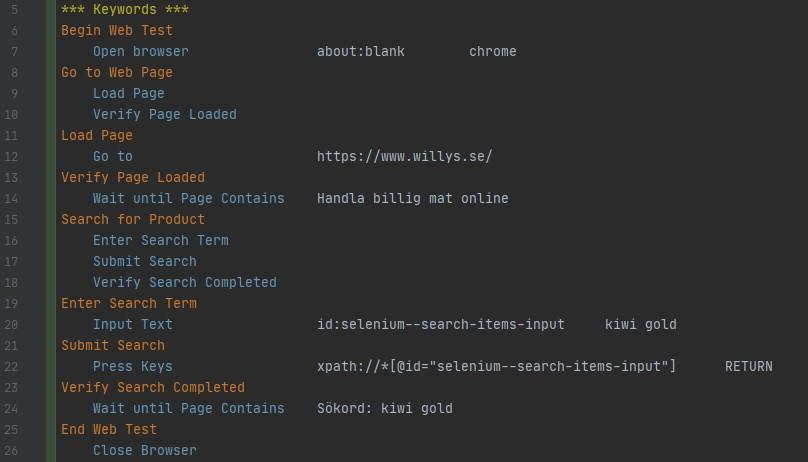 5 *** Keywords ***
6 Begin Web Test
7 Open browser about:blank chrome
8 Go to Web Page
9 Load Page
10 Verify Page Loaded
11 Load Page
12 Go to https://www.willys.se/
13 Verify Page Loaded
14 Wait until Page Contains Handla billig mat online
15 Search for Product
16 Enter Search Term
17 Submit Search
18 Verify Search Completed
19 Enter Search Term
20 Input Text id:selenium--search-items-input kiwi gold
21 Submit Search
22 Press Keys xpath://*[@id="selenium--search-items-input"] RETURN
23 Verify Search Completed
24 Wait until Page Contains Sökord: kiwi gold
25 End Web Test
26 Close Browser